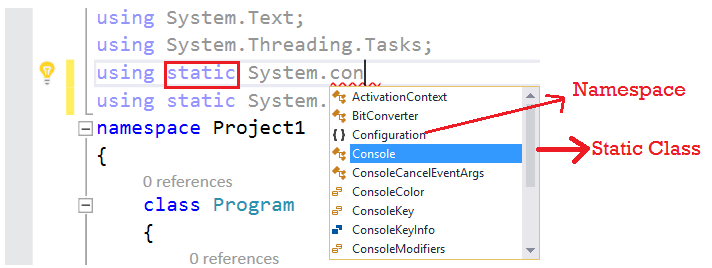 using System.Text;
using System.Threading.Tasks;
using static System.con
using static System.
namespace Project1
{
0 references
class Program
{
0 references
ActivationContext
BitConverter
{ } Configuration
Console
ConsoleCancelEventArgs
ConsoleColor
ConsoleKey
ConsoleKeyInfo
ConsoleModifiers
Namespace
Static Class